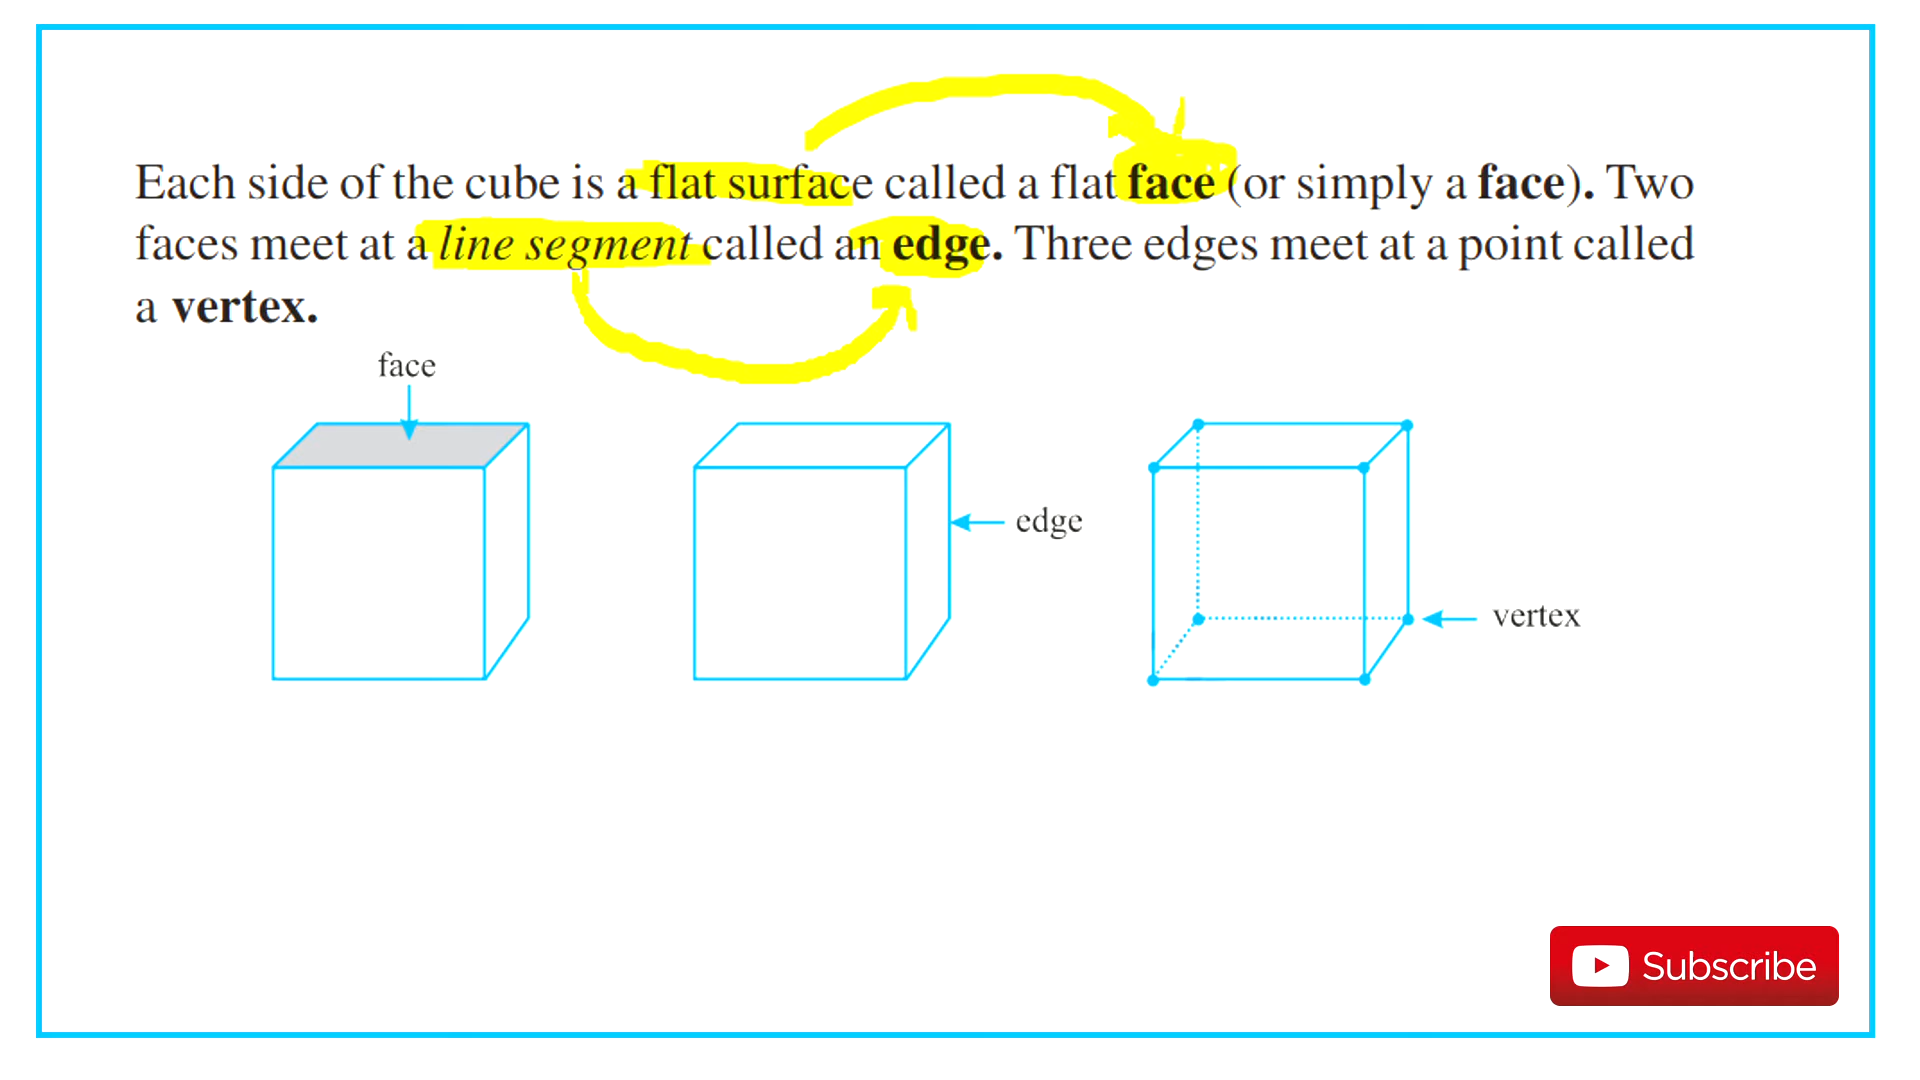 Each side of the cube is a flat surface called a flat face (or simply a face). Two
faces meet at a line segment called an edge. Three edges meet at a point called
a vertex.
face
edge
vertex
Subscribe